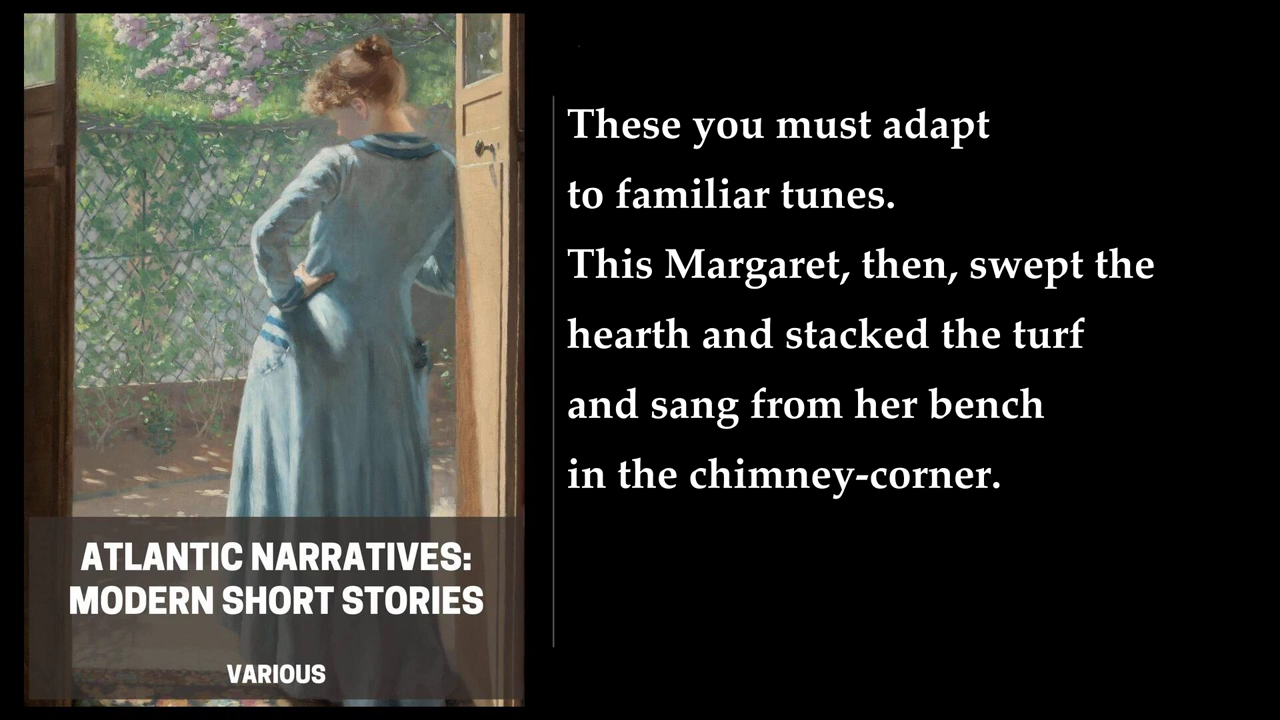 ATLANTIC NARRATIVES:
MODERN SHORT STORIES
VARIOUS
These you must adapt
to familiar tunes.
This Margaret, then, swept the
hearth and stacked the turf
and sang from her bench
in the chimney-corner.